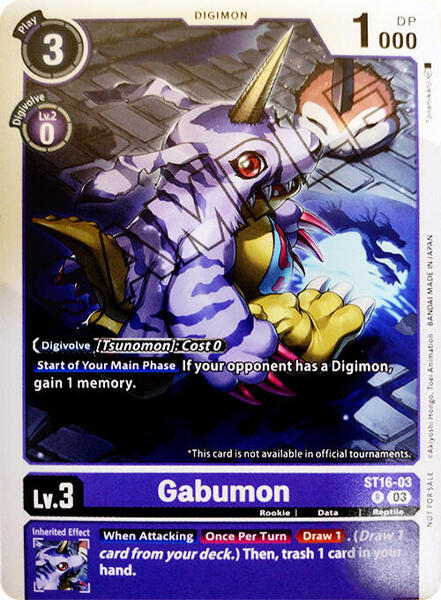 DIGIMON
Play
3
1000
DP
Digivolve
Lv.2
0
SAMPLE
Tonamikanji
Digivolve [Tsunomon]: Cost 0
Start of Your Main Phase If your opponent has a Digimon,
gain 1 memory.
*This card is not available in official tournaments.
©Akiyoshi Hongo, Toei Animation BANDAI MADE IN JAPAN
NOT FOR SALE
Lv.3
Gabumon
ST16-03
R 03
Rookie | Data | Reptile
Inherited Effect
When Attacking Once Per Turn Draw 1. (Draw 1
card from your deck.) Then, trash 1 card in your
hand.